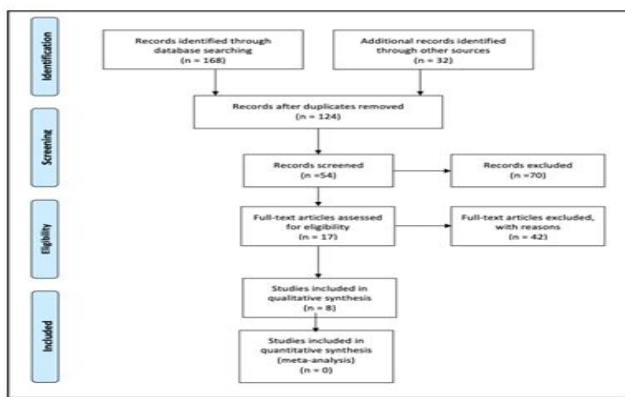 Identification
Records identified through
database searching
(n = 168)
Additional records identified
through other sources
(n = 32)
Records after duplicates removed
(n = 124)
Screening
Records screened
(n =54)
Records excluded
(n =70)
Eligibility
Full-text articles assessed
for eligibility
(n = 17)
Full-text articles excluded,
with reasons
(n = 42)
Studies included in
qualitative synthesis
(n = 8)
Included
Studies included in
quantitative synthesis
(meta-analysis)
(n = 0)